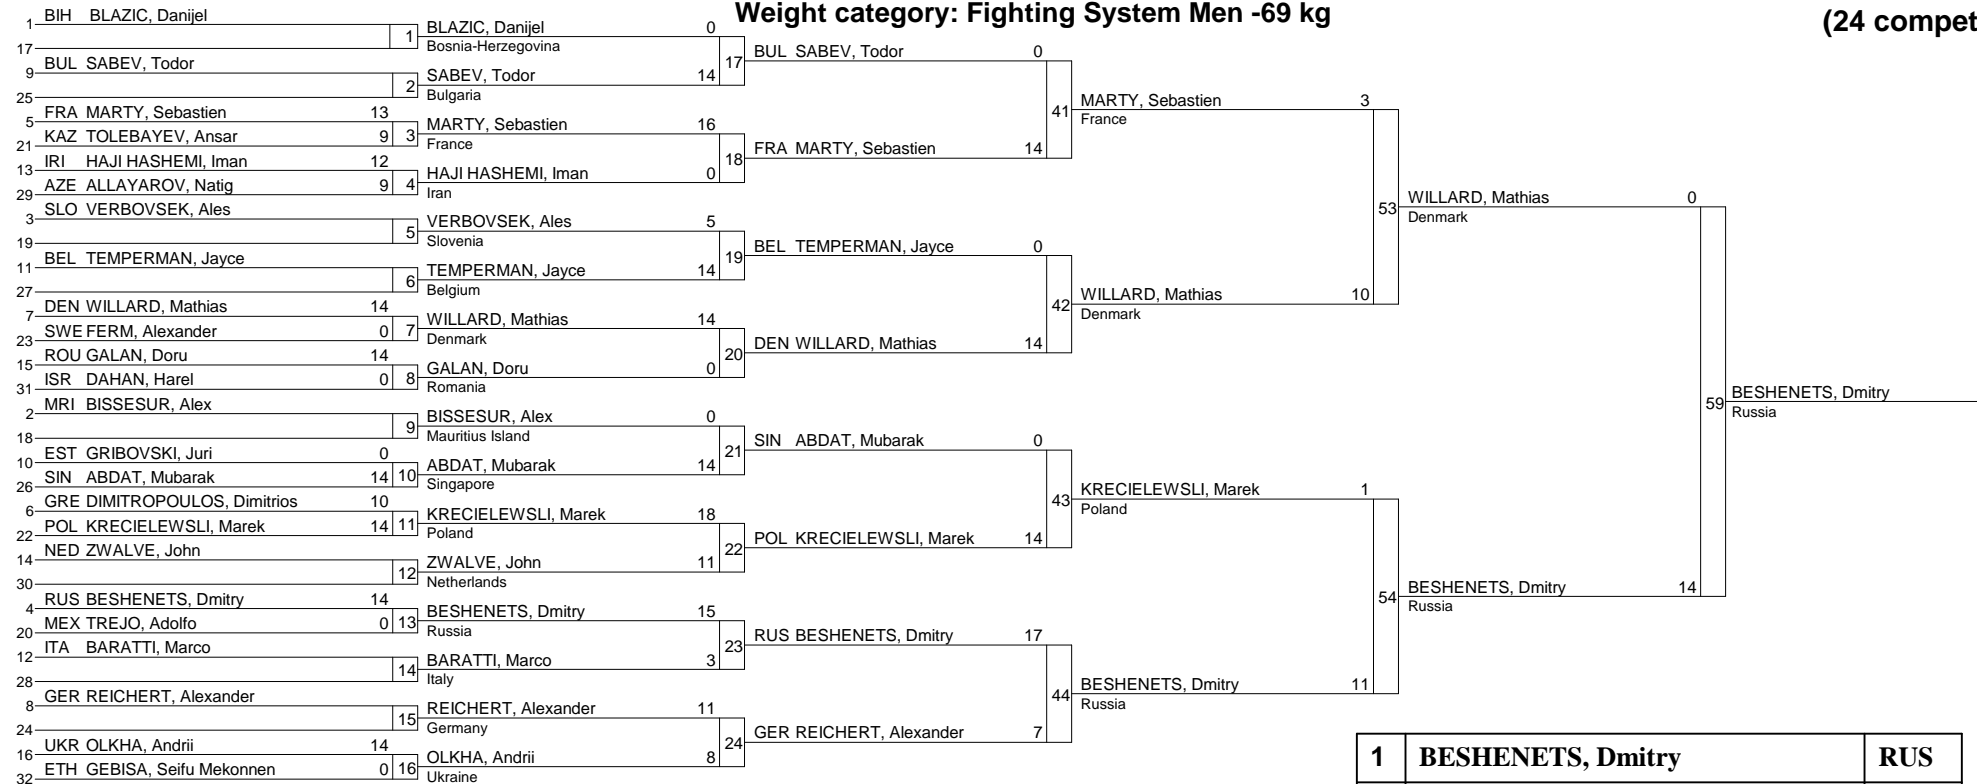 Weight category: Fighting System Men -69 kg
(24 compet
1 BIH BLAZIC, Danijel
17
1
9 BUL SABEV, Todor
25
2
5 FRA MARTY, Sebastien 13
21 KAZ TOLEBAYEV, Ansar 9
3
13 IRI HAJI HASHEMI, Iman 12
29 AZE ALLAYAROV, Natig 9
4
3 SLO VERBOVSEK, Ales
19
5
11 BEL TEMPERMAN, Jayce
27
6
7 DEN WILLARD, Mathias 14
23 SWE FERM, Alexander 0
7
15 ROU GALAN, Doru 14
31 ISR DAHAN, Harel 0
8
2 MRI BISSESUR, Alex
18
9
10 EST GRIBOVSKI, Juri 0
26 SIN ABDAT, Mubarak 14
10
6 GRE DIMITROPOULOS, Dimitrios 10
22 POL KRECIELEWSLI, Marek 14
11
14 NED ZWALVE, John
30
12
4 RUS BESHENETS, Dmitry 14
20 MEX TREJO, Adolfo 0
13
12 ITA BARATTI, Marco
28
14
8 GER REICHERT, Alexander
24
15
16 UKR OLKHA, Andrii 14
32 ETH GEBISA, Seifu Mekonnen 0
16
BLAZIC, Danijel 0
Bosnia-Herzegovina
17
SABEV, Todor 14
Bulgaria
MARTY, Sebastien 16
France
18
HAJI HASHEMI, Iman 0
Iran
VERBOVSEK, Ales 5
Slovenia
19
TEMPERMAN, Jayce 14
Belgium
WILLARD, Mathias 14
Denmark
20
GALAN, Doru 0
Romania
BISSESUR, Alex 0
Mauritius Island
21
ABDAT, Mubarak 14
Singapore
KRECIELEWSLI, Marek 18
Poland
22
ZWALVE, John 11
Netherlands
BESHENETS, Dmitry 15
Russia
23
BARATTI, Marco 3
Italy
REICHERT, Alexander 11
Germany
24
OLKHA, Andrii 8
Ukraine
BUL SABEV, Todor 0
41
FRA MARTY, Sebastien 14
BEL TEMPERMAN, Jayce 0
42
DEN WILLARD, Mathias 14
SIN ABDAT, Mubarak 0
43
POL KRECIELEWSLI, Marek 14
RUS BESHENETS, Dmitry 17
44
GER REICHERT, Alexander 7
MARTY, Sebastien 3
France
53
WILLARD, Mathias 10
Denmark
KRECIELEWSLI, Marek 1
Poland
54
BESHENETS, Dmitry 11
Russia
WILLARD, Mathias 0
Denmark
59
BESHENETS, Dmitry 14
Russia
BESHENETS, Dmitry
Russia
1 BESHENETS, Dmitry RUS